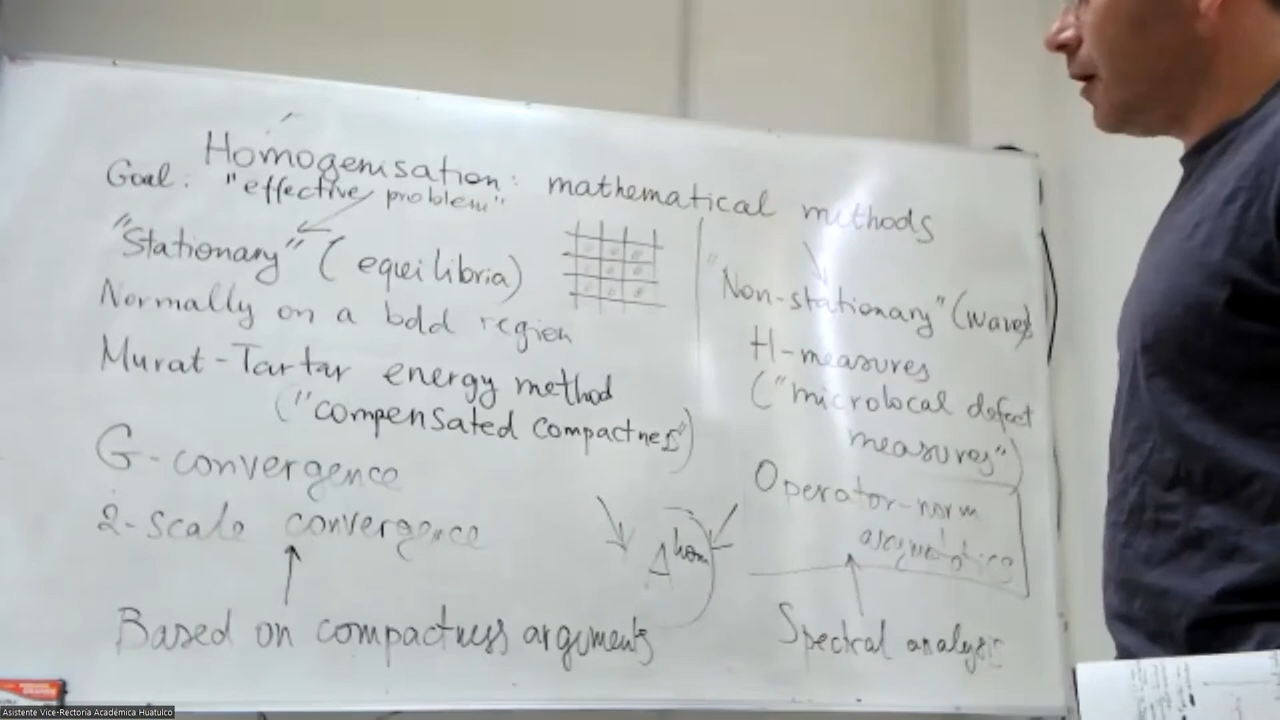 Homogenisation: mathematical methods
Goal: "effective problem"
"Stationary" (equilibria)
Normally on a bdd region
Murat-Tartar energy method
("compensated compactness")
G-convergence
2-scale convergence
Based on compactness arguments
Δhom
"Non-stationary" (waves)
H-measures
("microlocal defect
measures")
Operator-norm
asymptotics
Spectral analysis
Asistente Vice-Rectoría Académica Huatulco